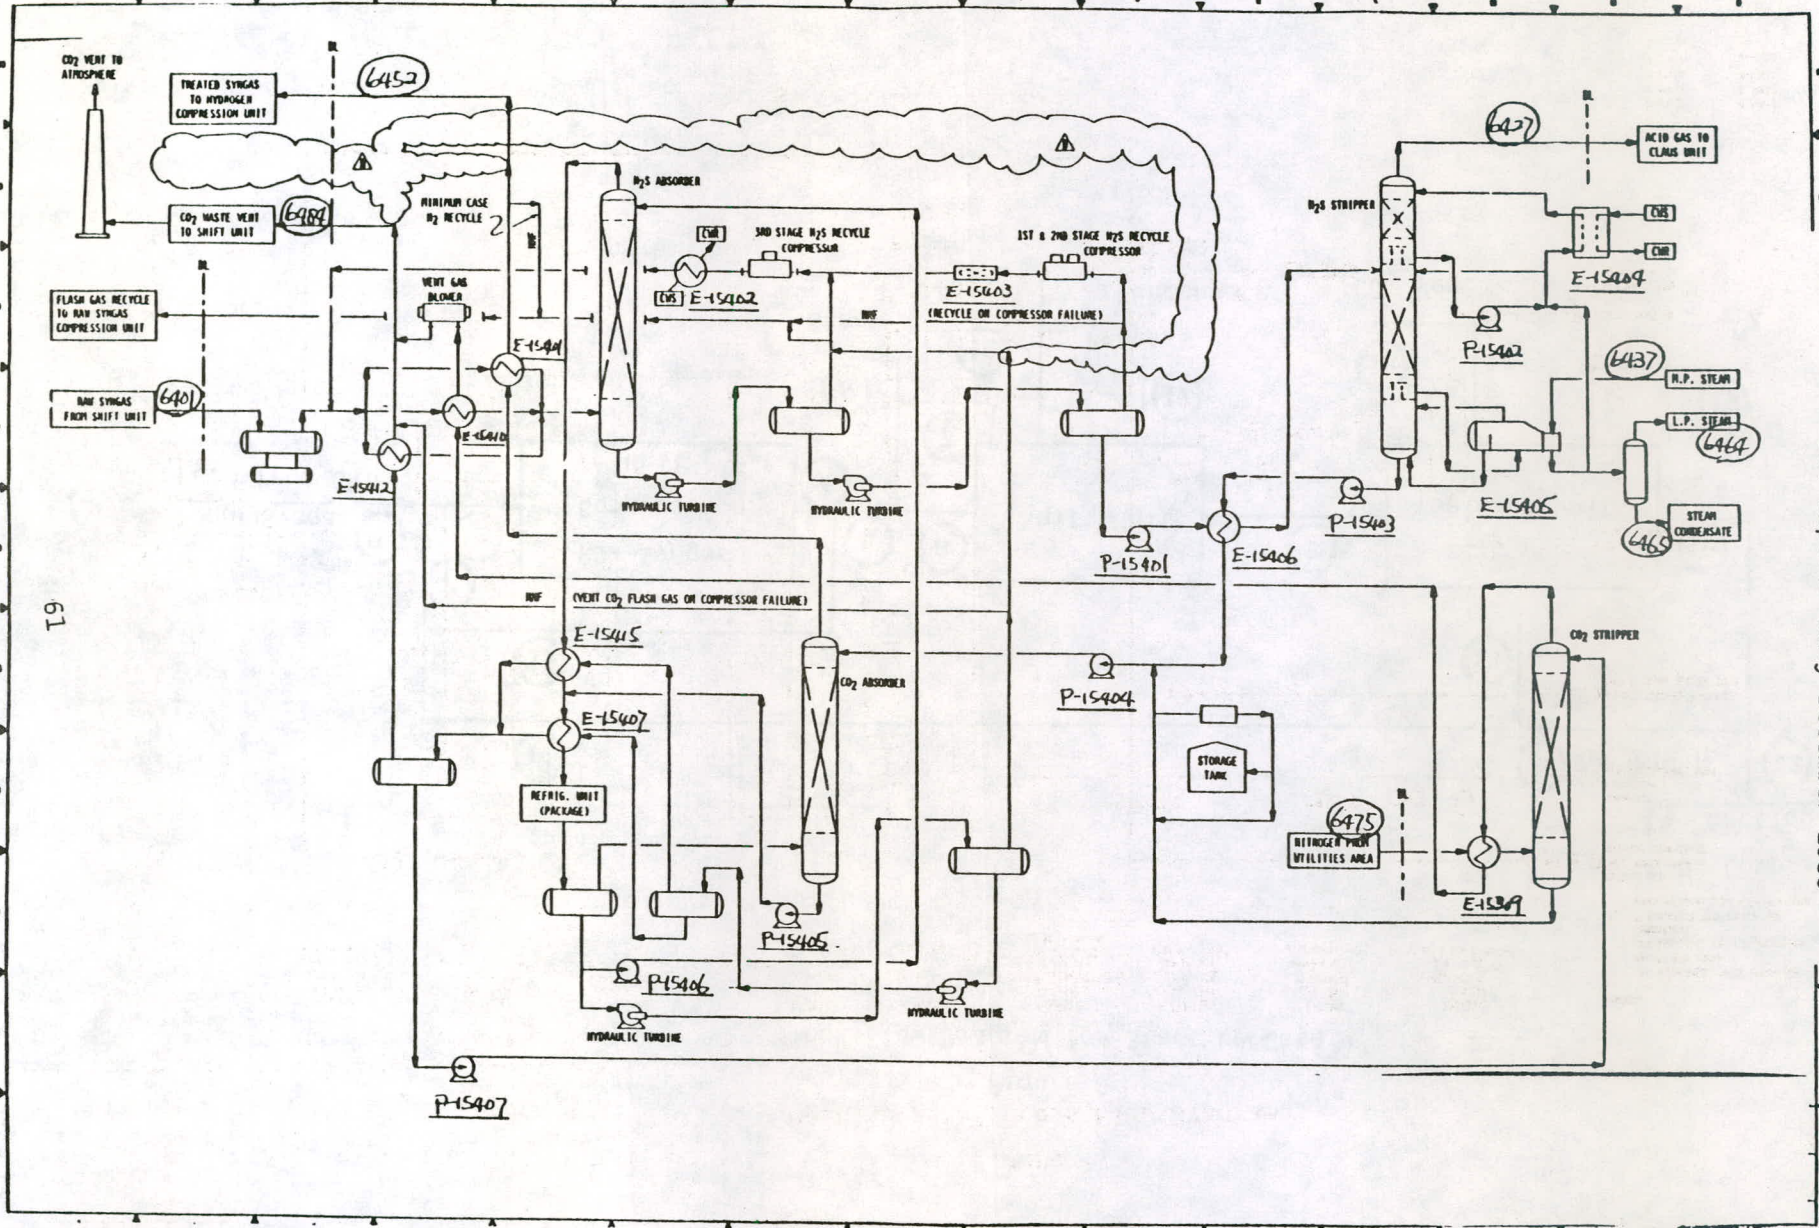 CO2 VENT TO
ATMOSPHERE
TREATED SYNGAS
TO HYDROGEN
COMPRESSION UNIT
6452
BL
CO2 WASTE VENT
TO SHIFT UNIT
6484
MINIMUM CASE
H2 RECYCLE
2
NNF
H2S ABSORBER
CWR
CWS
E-15402
3RD STAGE H2S RECYCLE
COMPRESSOR
1ST & 2ND STAGE H2S RECYCLE
COMPRESSOR
E-15403
NNF
(RECYCLE ON COMPRESSOR FAILURE)
H2S STRIPPER
6427
BL
ACID GAS TO
CLAUS UNIT
CWS
CWR
E-15404
P-15402
6437
M.P. STEAM
L.P. STEAM
6464
E-15405
STEAM
CONDENSATE
6465
BL
FLASH GAS RECYCLE
TO RAW SYNGAS
COMPRESSION UNIT
VENT GAS
BLOWER
RAW SYNGAS
FROM SHIFT UNIT
6401
E-15401
E-15410
E-15412
HYDRAULIC TURBINE
HYDRAULIC TURBINE
P-15401
E-15406
P-15403
61
NNF
(VENT CO2 FLASH GAS ON COMPRESSOR FAILURE)
E-15415
E-15407
CO2 ABSORBER
P-15404
CO2 STRIPPER
STORAGE
TANK
REFRIG. UNIT
(PACKAGE)
6475
BL
NITROGEN FROM
UTILITIES AREA
E-15309
P-15405
P-15406
HYDRAULIC TURBINE
HYDRAULIC TURBINE
P-15407